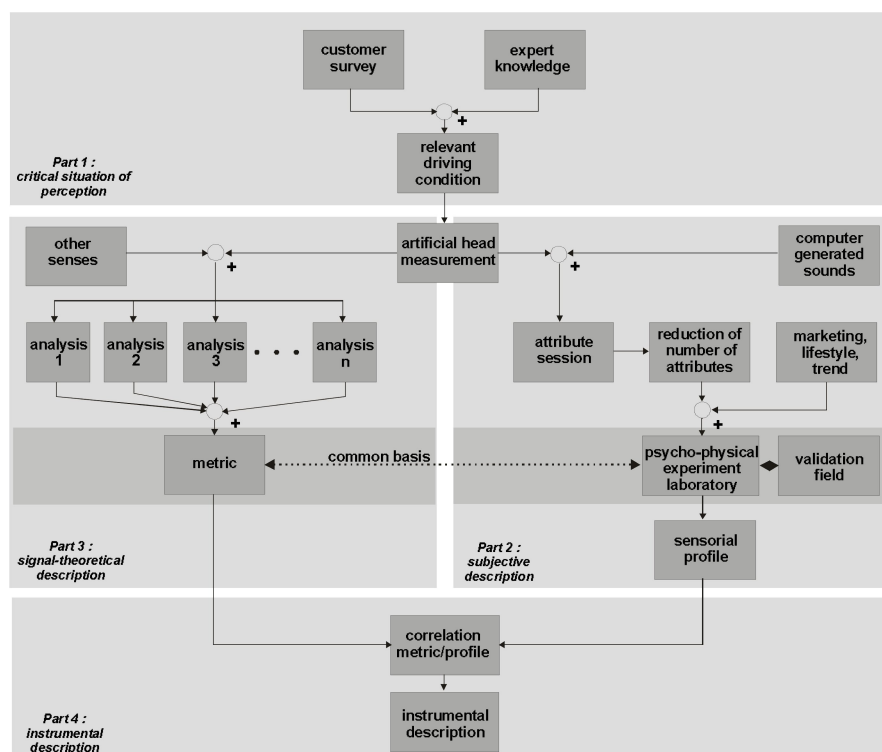 customer
survey
expert
knowledge
+
relevant
driving
condition
Part 1 :
critical situation of
perception
other
senses
+
artificial head
measurement
+
computer
generated
sounds
analysis
1
analysis
2
analysis
3
. . .
analysis
n
attribute
session
reduction of
number of
attributes
marketing,
lifestyle,
trend
+
+
metric
common basis
psycho-physical
experiment
laboratory
validation
field
Part 3 :
signal-theoretical
description
Part 2 :
subjective
description
sensorial
profile
correlation
metric/profile
instrumental
description
Part 4 :
instrumental
description